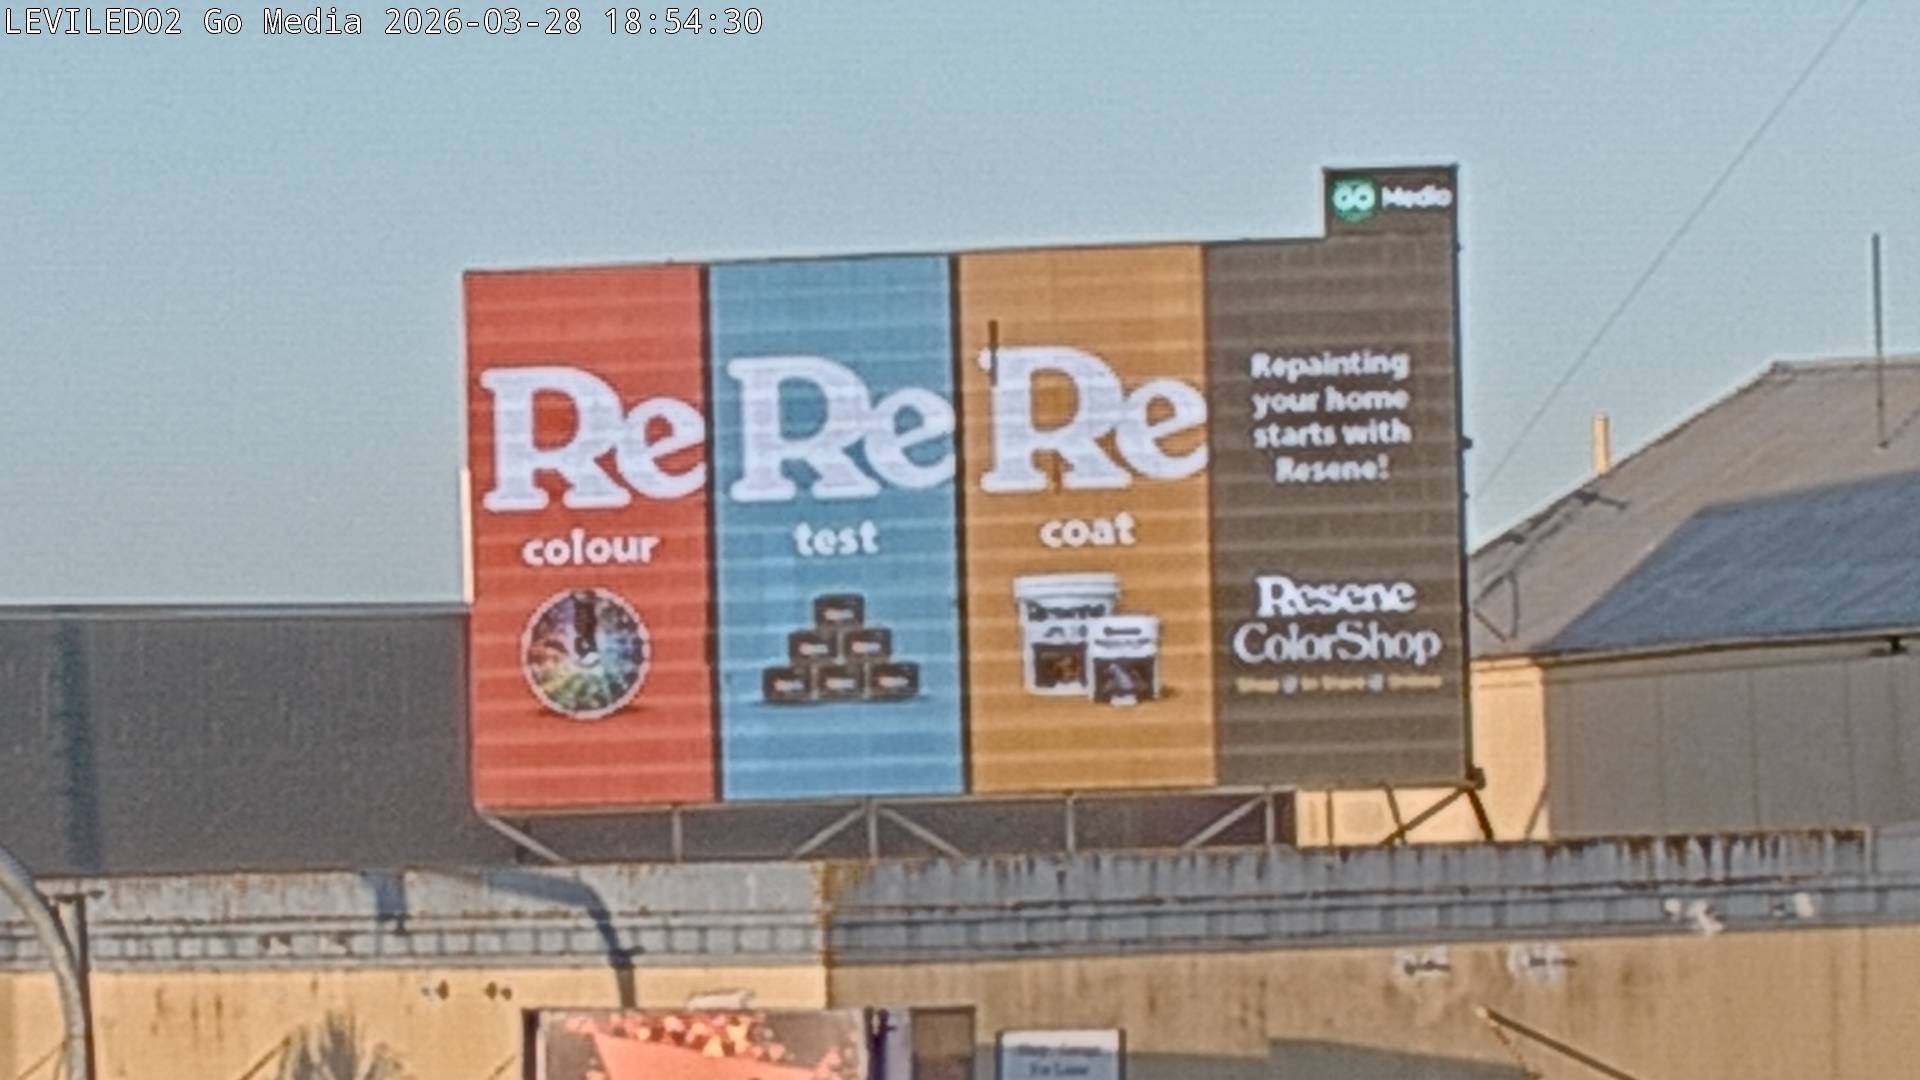 LEVILED02 Go Media 2026-03-28 18:54:30
GO Media
Re
colour
Re
test
Re
coat
Repainting
your home
starts with
Resene!
Resene
ColorShop
Resene